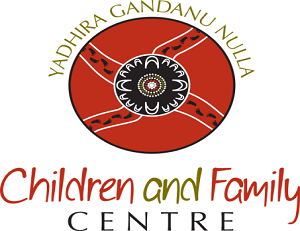 YADHIRA GANDANU NULLA
Children and Family
CENTRE